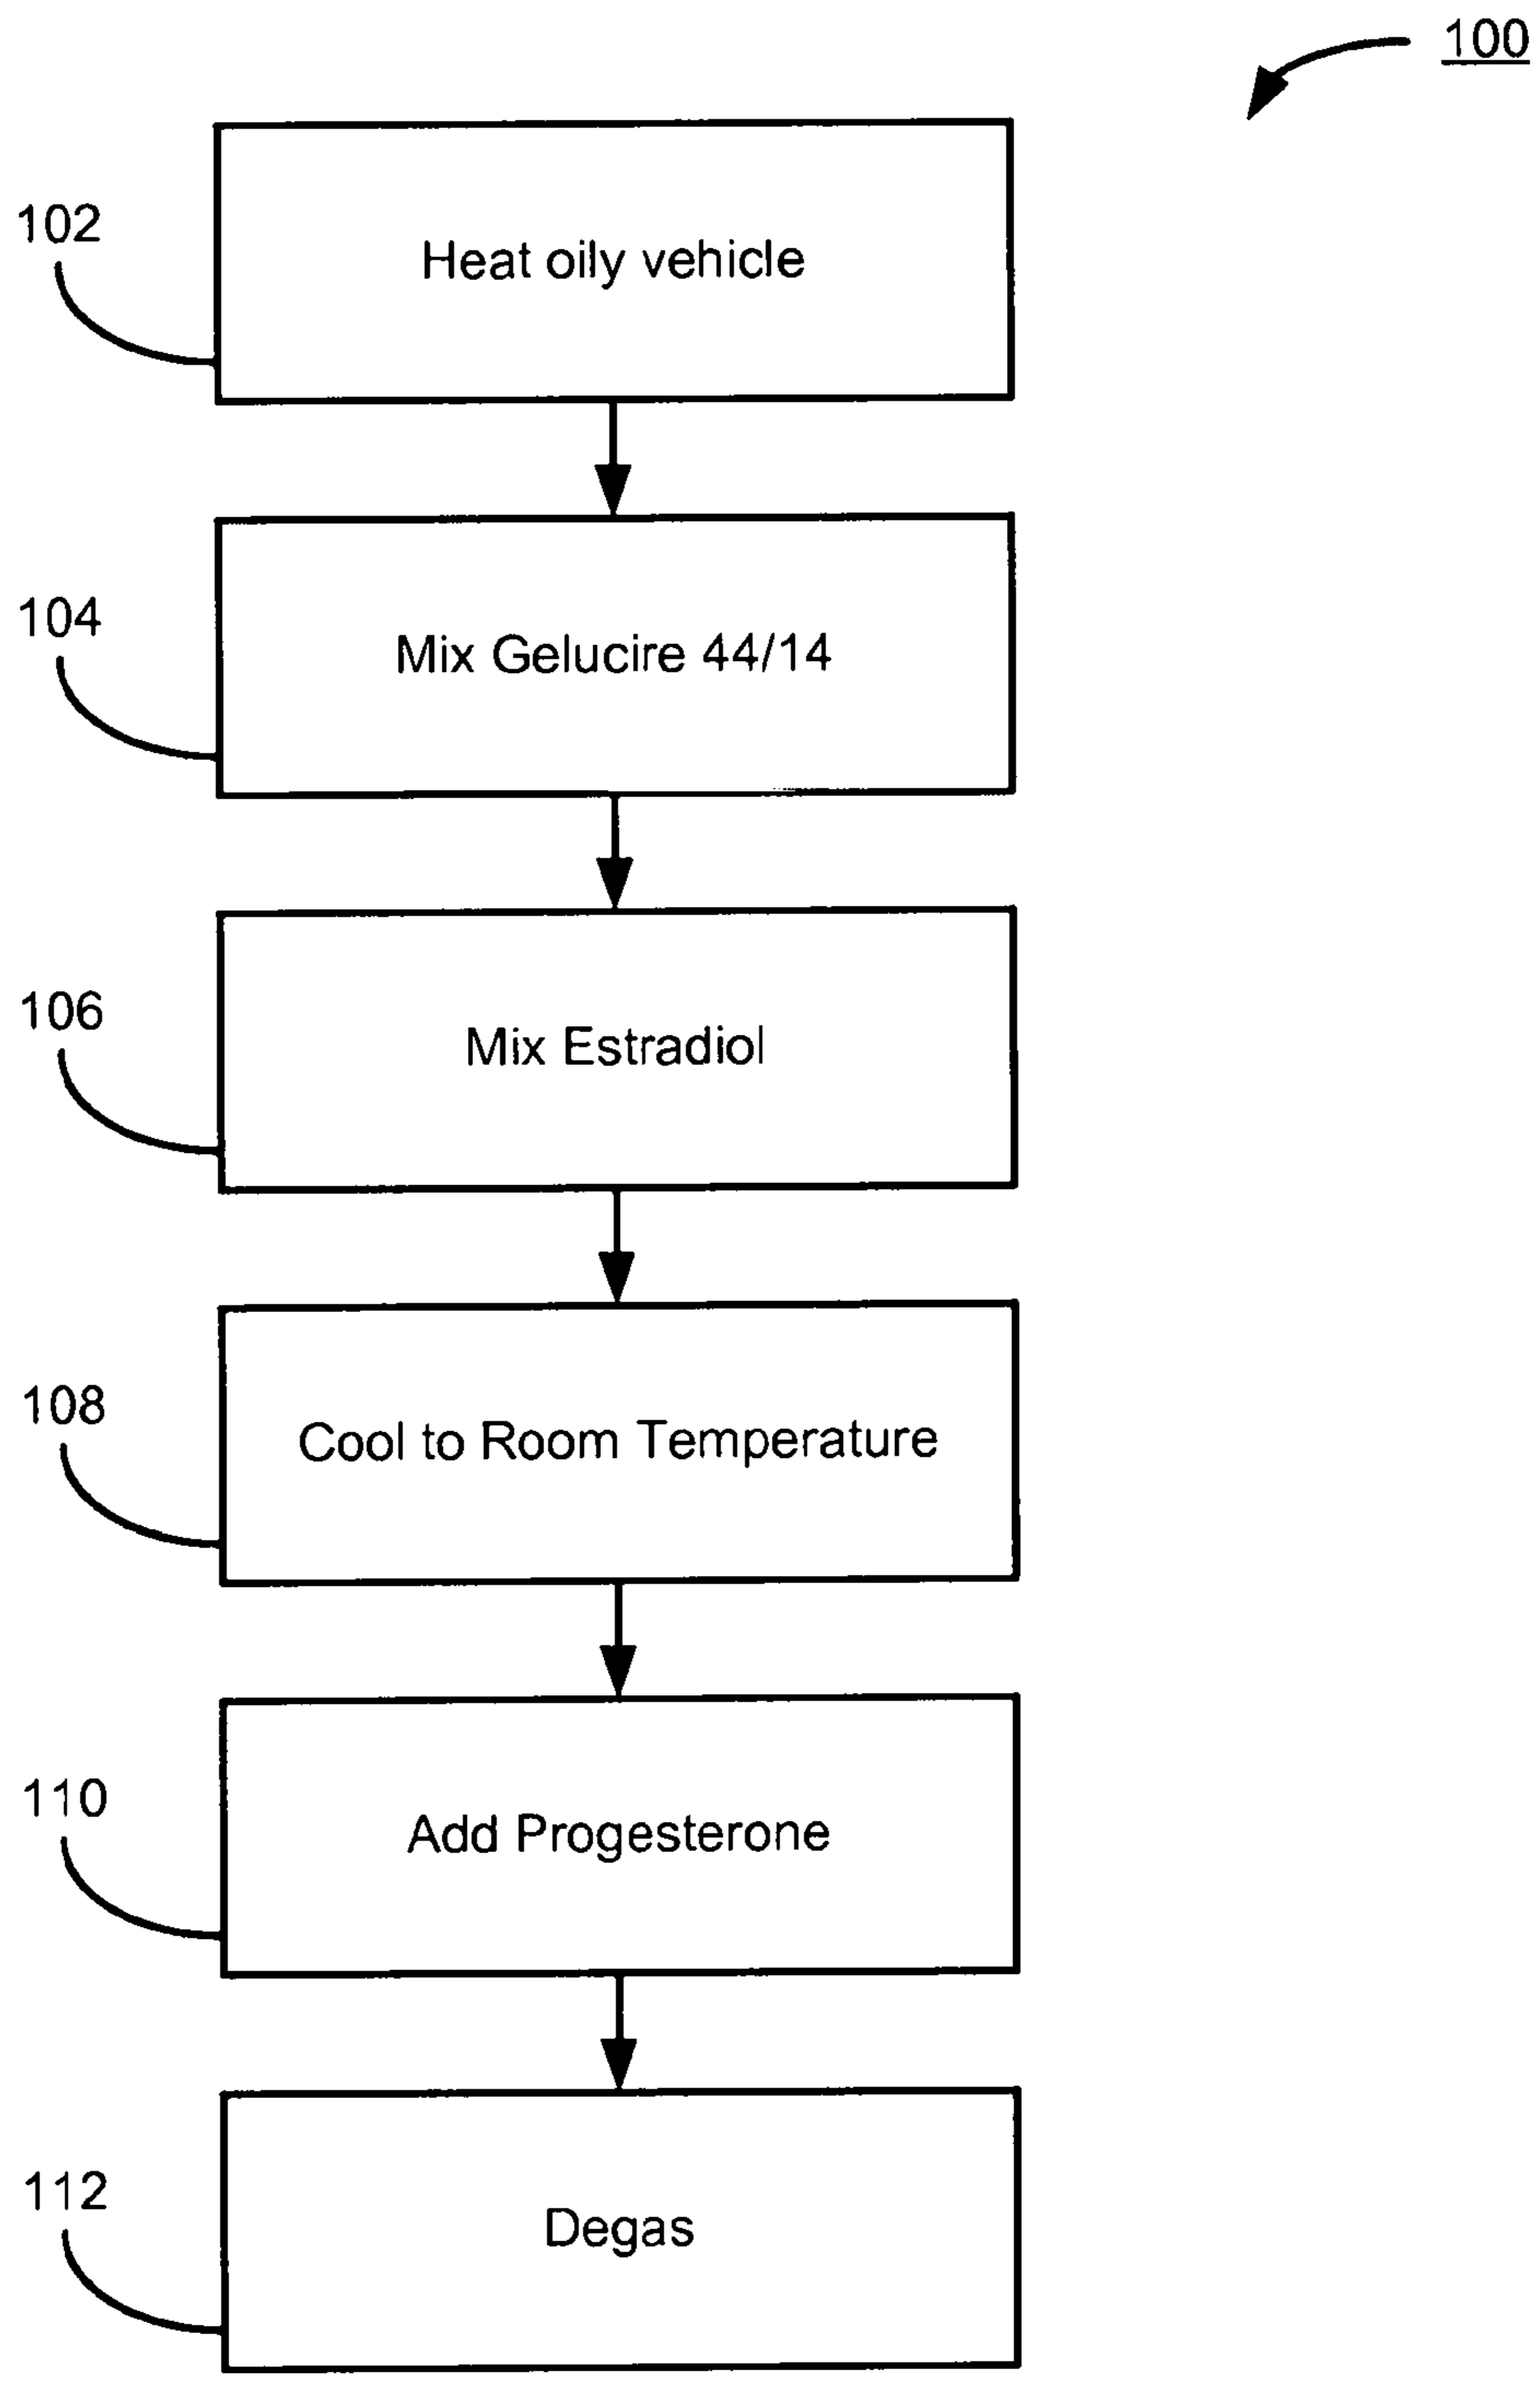 100
102
Heat oily vehicle
104
Mix Gelucire 44/14
106
Mix Estradiol
108
Cool to Room Temperature
110
Add Progesterone
112
Degas